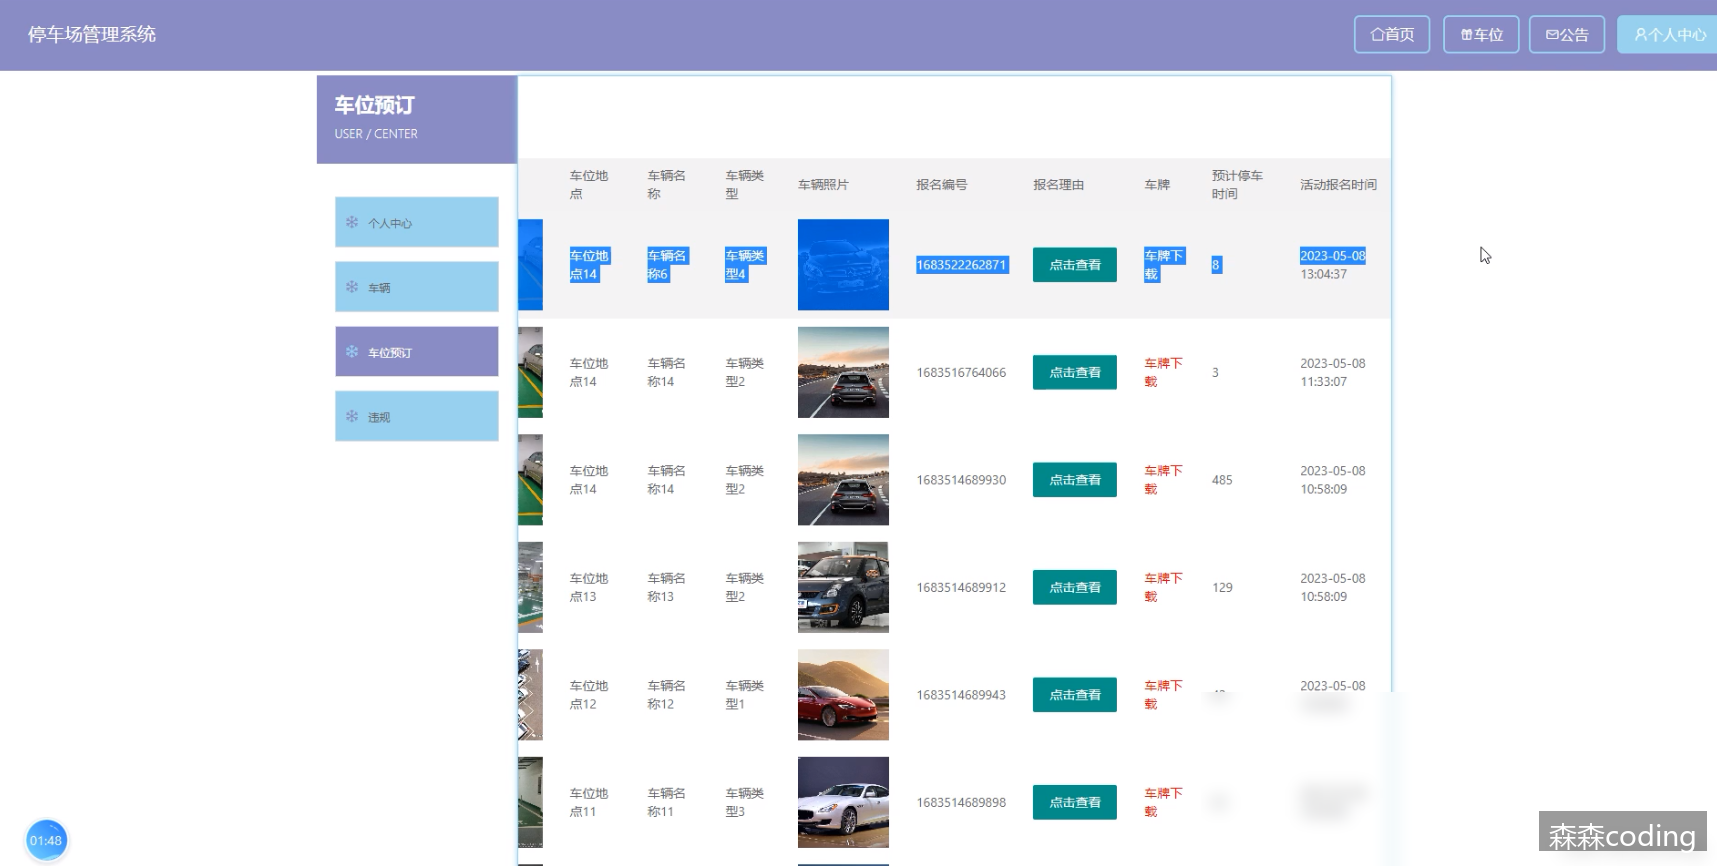 停车场管理系统
首页
车位
公告
个人中心
车位预订
USER / CENTER
个人中心
车辆
车位预订
违规
车位地
点
车辆名
称
车辆类
型
车辆照片
报名编号
报名理由
车牌
预计停车
时间
活动报名时间
车位地
点14
车辆名
称6
车辆类
型4
1683522262871
点击查看
车牌下
载
8
2023-05-08
13:04:37
车位地
点14
车辆名
称14
车辆类
型2
1683516764066
点击查看
车牌下
载
3
2023-05-08
11:33:07
车位地
点14
车辆名
称14
车辆类
型2
1683514689930
点击查看
车牌下
载
485
2023-05-08
10:58:09
车位地
点13
车辆名
称13
车辆类
型2
1683514689912
点击查看
车牌下
载
129
2023-05-08
10:58:09
车位地
点12
车辆名
称12
车辆类
型1
1683514689943
点击查看
车牌下
载
2023-05-08
车位地
点11
车辆名
称11
车辆类
型3
1683514689898
点击查看
车牌下
载
01:48
森森coding